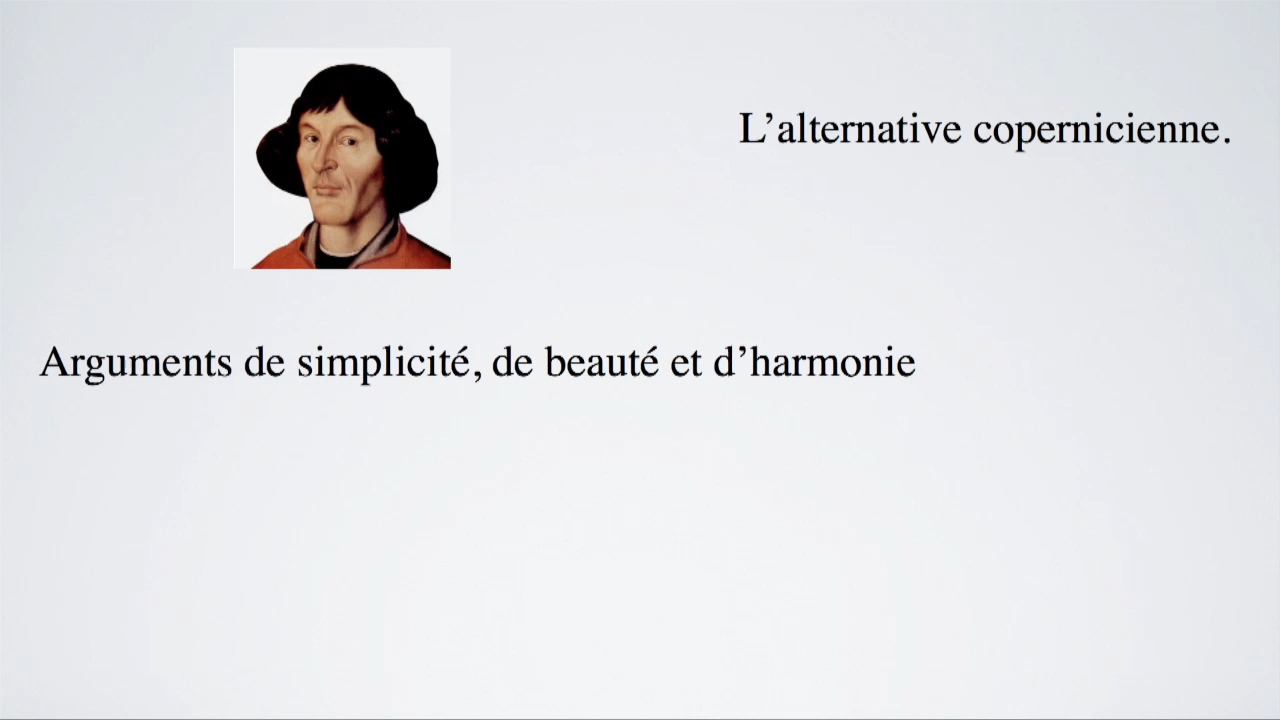 L’alternative copernicienne.
Arguments de simplicité, de beauté et d’harmonie